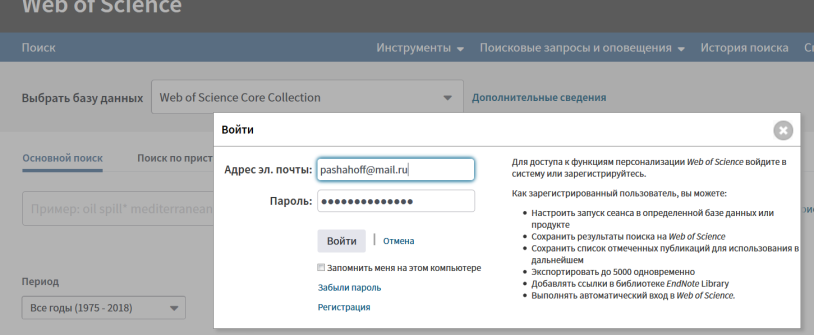 Web of Science
Поиск Инструменты Поисковые запросы и оповещения История поиска
Выбрать базу данных Web of Science Core Collection Дополнительные сведения
Войти
Основной поиск Поиск по прист
Адрес эл. почты: pashahoff@mail.ru
Пароль: ••••••••••••••
Пример: oil spill* mediterranean
Войти | Отмена
Запомнить меня на этом компьютере
Забыли пароль
Регистрация
Для доступа к функциям персонализации Web of Science войдите в
систему или зарегистрируйтесь.
Как зарегистрированный пользователь, вы можете:
• Настроить запуск сеанса в определенной базе данных или
продукте
• Сохранить результаты поиска на Web of Science
• Сохранить список отмеченных публикаций для использования в
дальнейшем
• Экспортировать до 5000 одновременно
• Добавлять ссылки в библиотеке EndNote Library
• Выполнять автоматический вход в Web of Science.
Период
Все годы (1975 - 2018)